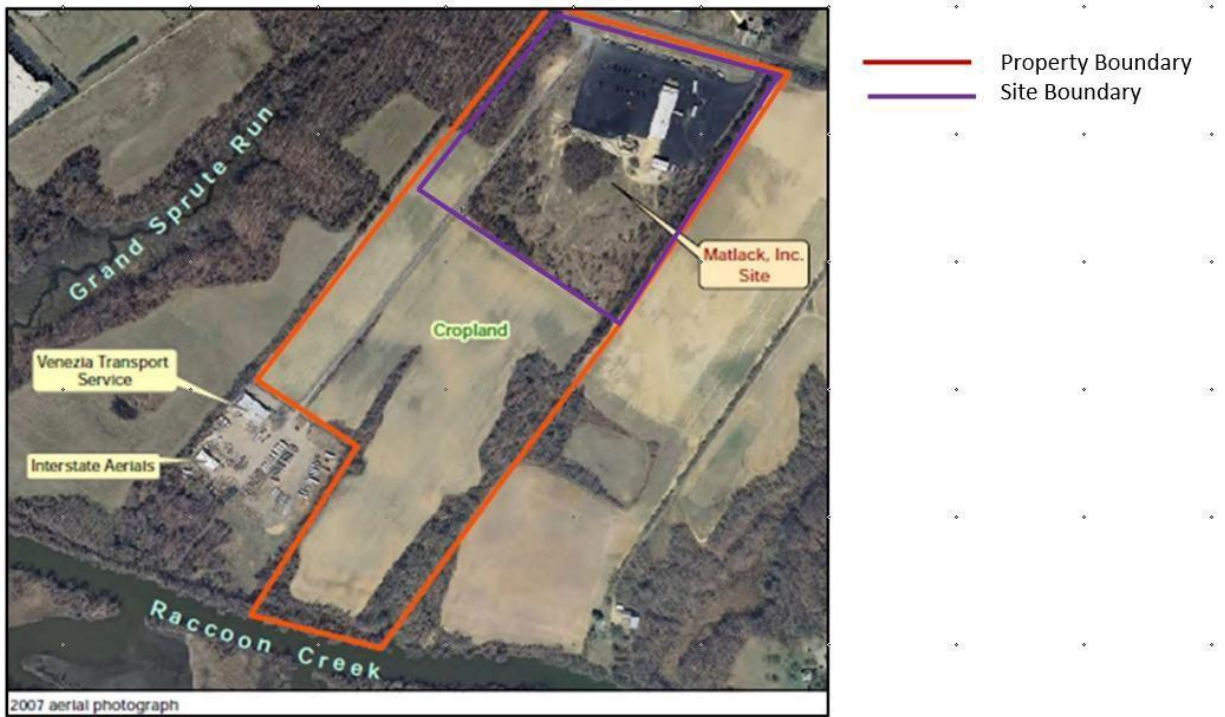 Property Boundary
Site Boundary
Grand Sprute Run
Matlack, Inc.
Site
Cropland
Venezia Transport
Service
Interstate Aerials
Raccoon Creek
2007 aerial photograph